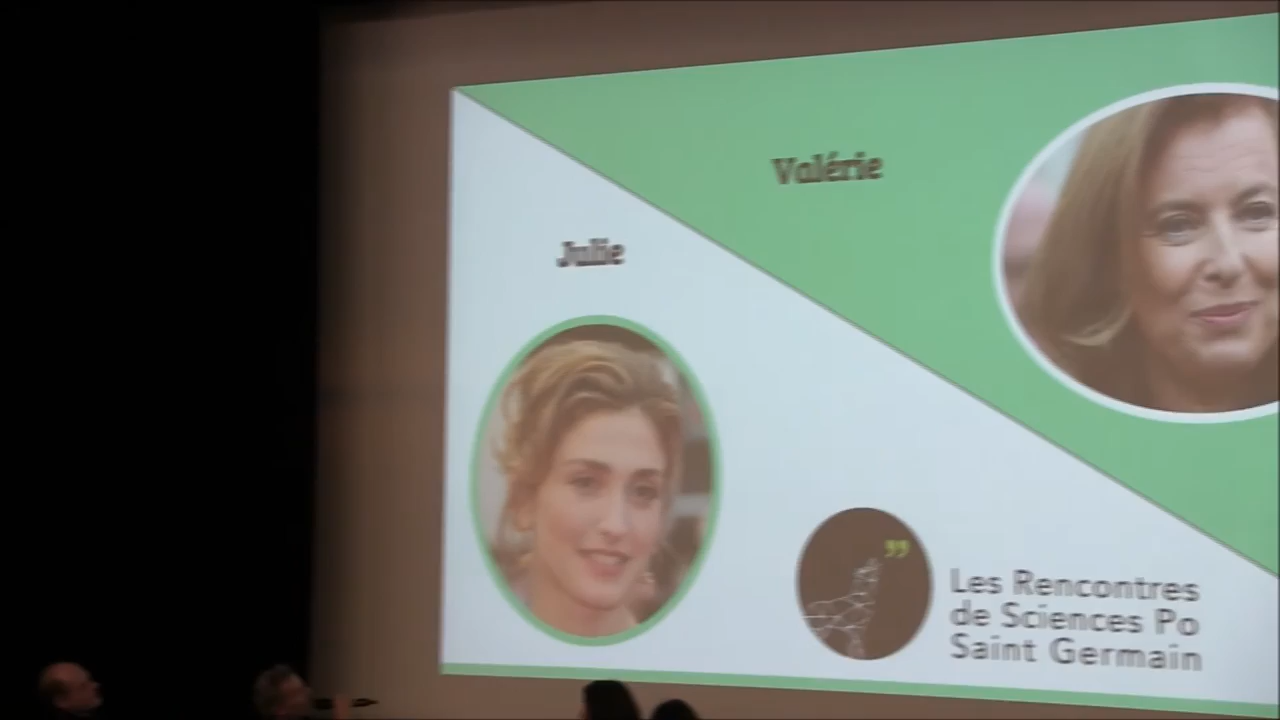 Valérie
Julie
”
Les Rencontres
de Sciences Po
Saint Germain